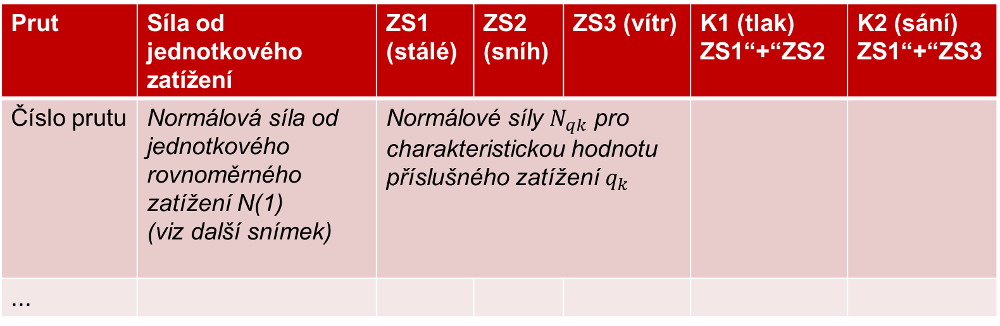 Prut
Síla od
jednotkového
zatížení
ZS1
(stálé)
ZS2
(sníh)
ZS3 (vítr)
K1 (tlak)
ZS1“+“ZS2
K2 (sání)
ZS1“+“ZS3
Číslo prutu
Normálová síla od
jednotkového
rovnoměrného
zatížení N(1)
(viz další snímek)
Normálové síly 𝑁𝑞𝑘 pro
charakteristickou hodnotu
příslušného zatížení 𝑞𝑘
...